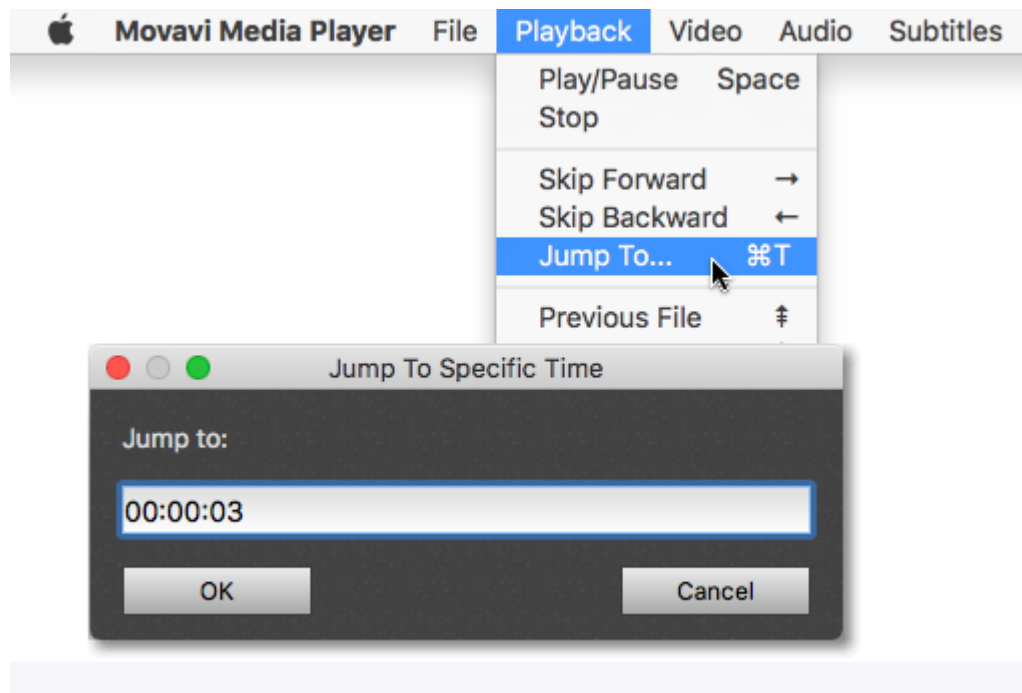 Movavi Media Player File Playback Video Audio Subtitles
Play/Pause Space
Stop
Skip Forward →
Skip Backward ←
Jump To... ⌘T
Previous File ⇞
Jump To Specific Time
Jump to:
00:00:03
OK Cancel